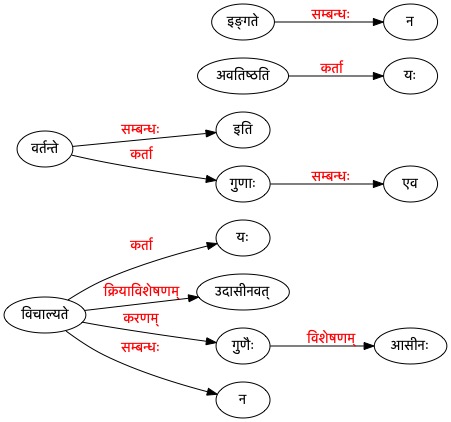 इङ्गते सम्बन्धः न
अवतिष्ठति कर्ता यः
वर्तन्ते सम्बन्धः इति
कर्ता गुणाः सम्बन्धः एव
कर्ता यः
विचाल्यते क्रियाविशेषणम् उदासीनवत्
करणम् गुणैः विशेषणम् आसीनः
सम्बन्धः न